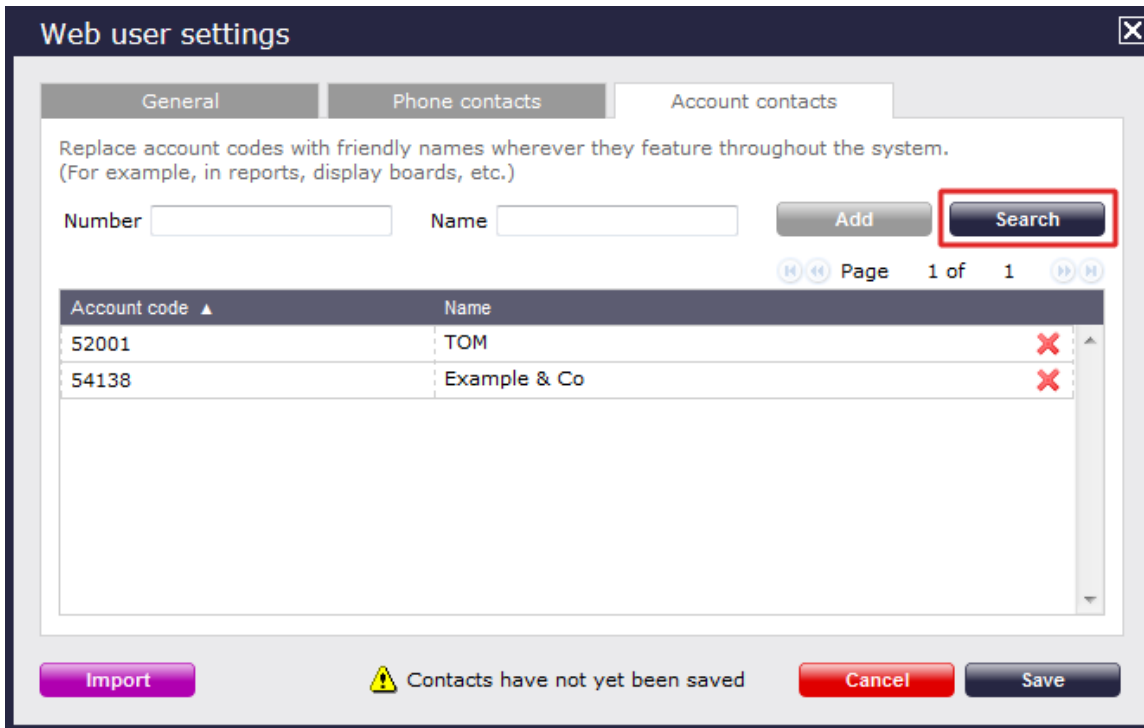 Web user settings
General Phone contacts Account contacts
Replace account codes with friendly names wherever they feature throughout the system.
(For example, in reports, display boards, etc.)
Number Name Add Search
Page 1 of 1
Account code ▲ Name
52001 TOM
54138 Example & Co
Import Contacts have not yet been saved Cancel Save